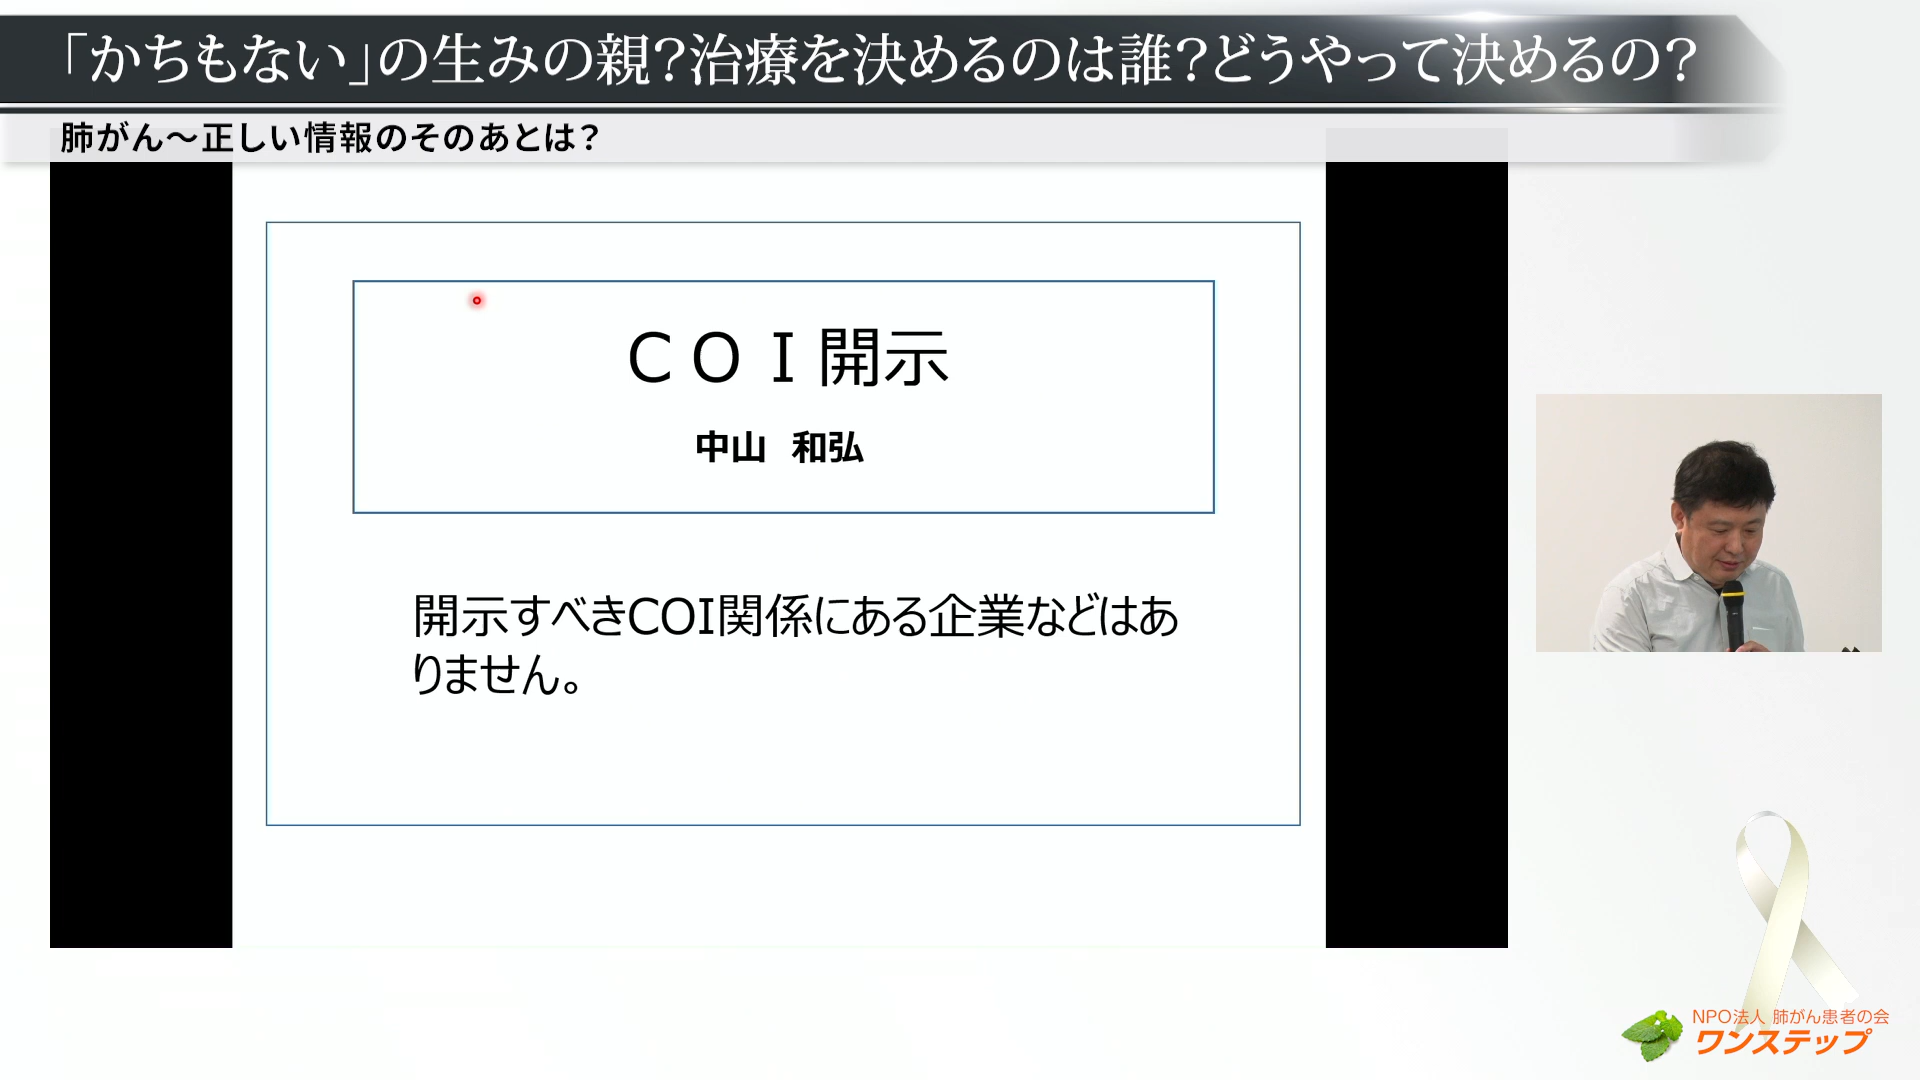 「かちもない」の生みの親？治療を決めるのは誰？どうやって決めるの？
肺がん～正しい情報のそのあとは？
ＣＯＩ開示
中山　和弘
開示すべきCOI関係にある企業などはあ
りません。
NPO法人 肺がん患者の会
ワンステップ